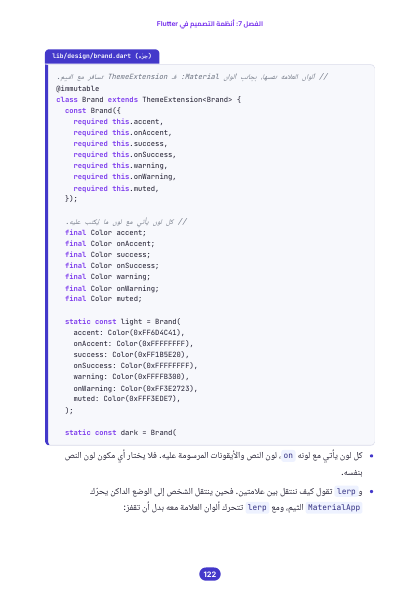 الفصل 7: أنظمة التصميم في Flutter
lib/design/brand.dart (جزء)
// ألوان العلامة نفسها، بجانب ألوان Material: فـ ThemeExtension تسافر مع الثيم.
@immutable
class Brand extends ThemeExtension<Brand> {
  const Brand({
    required this.accent,
    required this.onAccent,
    required this.success,
    required this.onSuccess,
    required this.warning,
    required this.onWarning,
    required this.muted,
  });

  // كل لون يأتي مع لون ما يُكتب عليه.
  final Color accent;
  final Color onAccent;
  final Color success;
  final Color onSuccess;
  final Color warning;
  final Color onWarning;
  final Color muted;

  static const light = Brand(
    accent: Color(0xFF6D4C41),
    onAccent: Color(0xFFFFFFFF),
    success: Color(0xFF1B5E20),
    onSuccess: Color(0xFFFFFFFF),
    warning: Color(0xFFFFB300),
    onWarning: Color(0xFF3E2723),
    muted: Color(0xFFF3EDE7),
  );

  static const dark = Brand(
• كل لون يأتي مع لونه on، لون النص والأيقونات المرسومة عليه. فلا يختار أي مكون لون النص
بنفسه.
• و lerp تقول كيف ننتقل بين علامتين. فحين ينتقل الشخص إلى الوضع الداكن يحرّك
MaterialApp الثيم، ومع lerp تتحرك ألوان العلامة معه بدل أن تقفز:
122